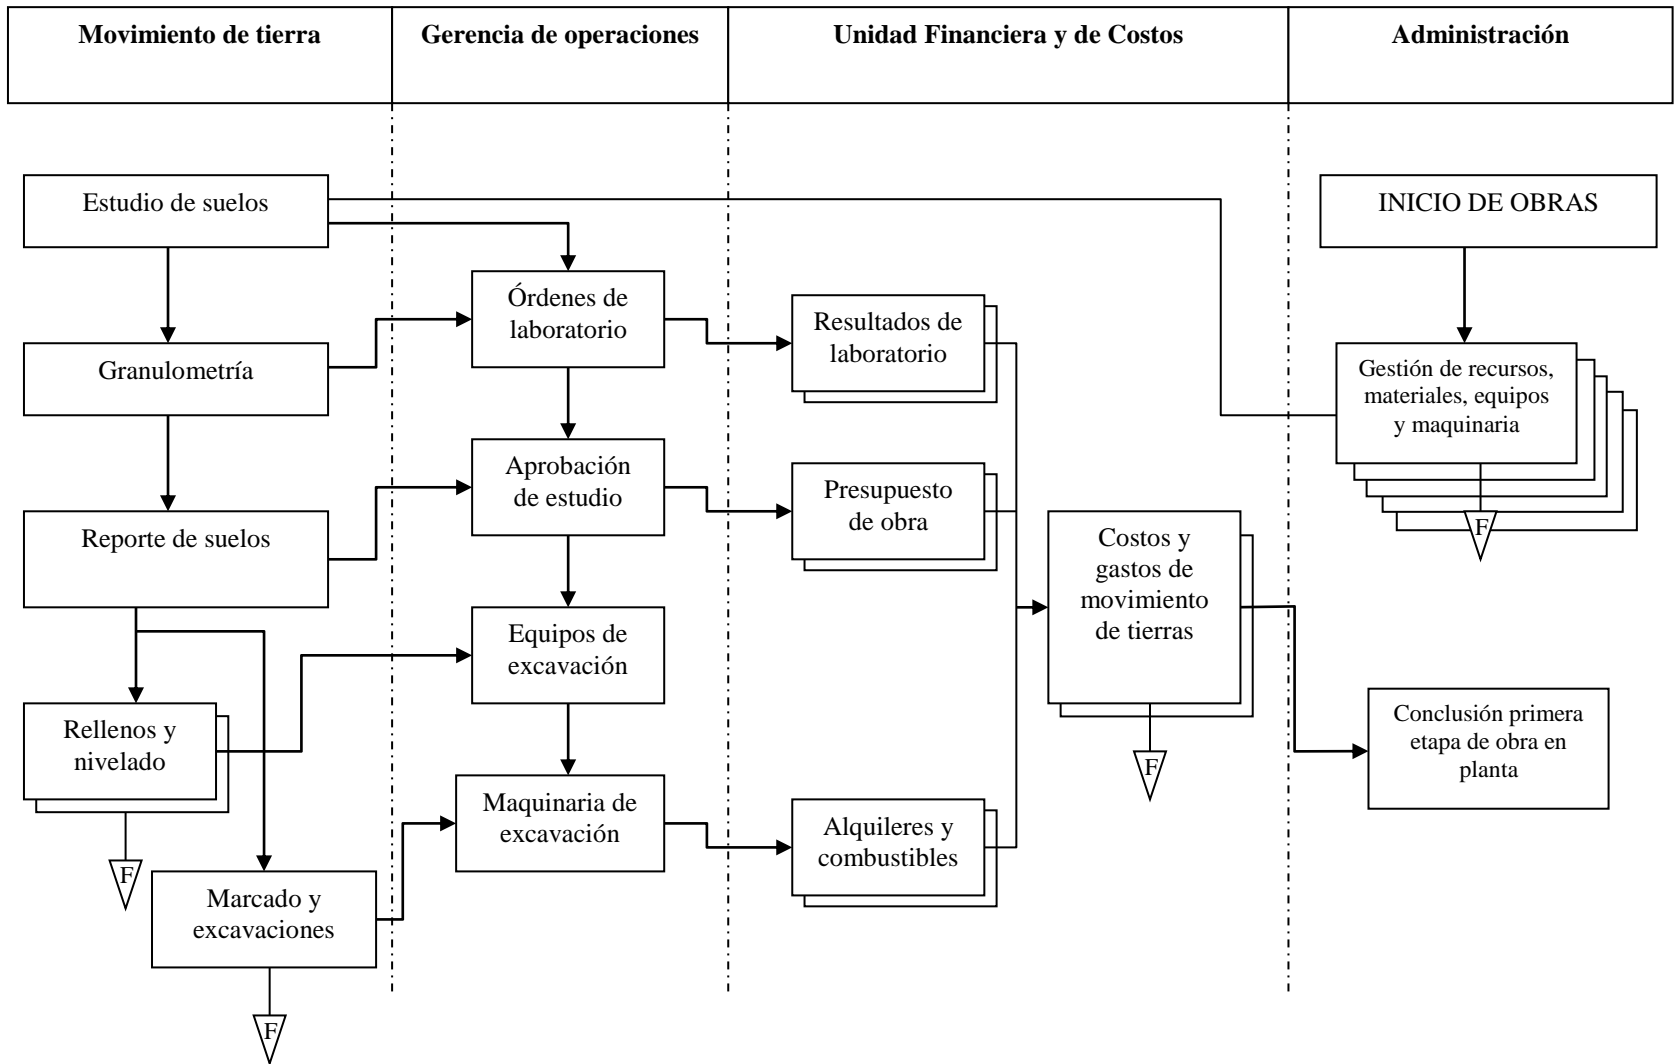 Movimiento de tierra
Gerencia de operaciones
Unidad Financiera y de Costos
Administración
Estudio de suelos
INICIO DE OBRAS
Órdenes de
laboratorio
Resultados de
laboratorio
Granulometría
Gestión de recursos,
materiales, equipos
y maquinaria
F
Aprobación
de estudio
Presupuesto
de obra
Reporte de suelos
Costos y
gastos de
movimiento
de tierras
F
Equipos de
excavación
Rellenos y
nivelado
F
Conclusión primera
etapa de obra en
planta
Maquinaria de
excavación
Alquileres y
combustibles
Marcado y
excavaciones
F